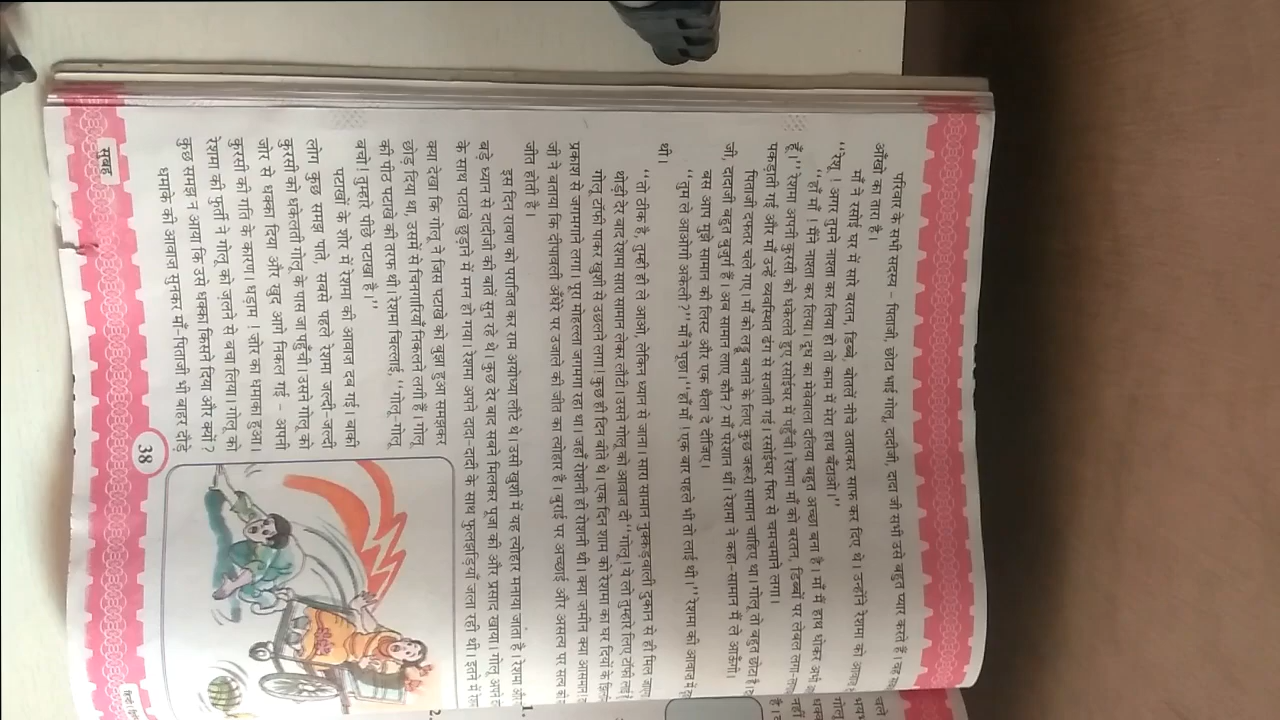 परिवार के सभी सदस्य – पिताजी, छोटा भाई गोलू, दादीजी, दादा जी सभी उसे बहुत प्यार करते हैं। वह
आँखों का तारा है।
माँ ने रसोई घर में सारे बरतन, डिब्बे, बोतलें नीचे उतारकर साफ कर दिए थे। उन्होंने रेशमा को आवाज
“रेशू ! अगर तुमने नाश्ता कर लिया हो तो काम में मेरा हाथ बँटाओ।”
“हाँ माँ ! मैंने नाश्ता कर लिया। दूध का मेवेवाला दलिया बहुत अच्छा बना है। माँ मैं हाथ धोकर अभी
हूँ।” रेशमा अपनी कुरसी को धकेलते हुए रसोईघर में पहुँची। रेशमा माँ को बरतन, डिब्बों पर लेबल
पकड़ाती गई और माँ उन्हें व्यवस्थित ढंग से सजाती गई। रसोईघर फिर से चमचमाने लगा।
पिताजी दफतर चले गए। माँ को लड्डू बनाने के लिए कुछ जरूरी सामान चाहिए था। गोलू तो बहुत छोटा है।
जी, दादाजी बहुत बुजुर्ग हैं। अब सामान लाए कौन ? माँ परेशान थीं। रेशमा ने कहा–सामान मैं ले आऊँगी।
बस आप मुझे सामान की लिस्ट और एक थैला दे दीजिए।
“तुम ले आओगी अकेली ?” माँ ने पूछा। “हाँ माँ ! एक बार पहले भी तो लाई थी।” रेशमा की आवाज में
थी।
“तो ठीक है, तुम्हीं ही ले आओ, लेकिन ध्यान से जाना। सारा सामान नुक्कड़वाली दुकान से ही मिल
थोड़ी देर बाद रेशमा सारा सामान लेकर लौटी। उसने गोलू को आवाज दी “गोलू ! ये लो तुम्हारे लिए टॉफी लाई
गोलू टॉफी पाकर खुशी से उछलने लगा। कुछ ही दिन बीते थे। एक दिन शाम को रेशमा का घर दियों के
प्रकाश से जगमगाने लगा। पूरा मोहल्ला जगमगा रहा था। जहाँ रोशनी ही रोशनी थी। क्या जमीन क्या आसमान
जी ने बताया कि दीपावली अँधेरे पर उजाले की जीत का त्योहार है। बुराई पर अच्छाई और असत्य पर सत्य की
जीत होती है।
इस दिन रावण को पराजित कर राम अयोध्या लौटे थे। उसी खुशी में यह त्योहार मनाया जाता है। रेशमा और
बड़े ध्यान से दादीजी की बातें सुन रहे थे। कुछ देर बाद सबने मिलकर पूजा की और प्रसाद खाया। गोलू अपने
के साथ पटाखे छुड़ाने में मग्न हो गया। रेशमा अपने दादा-दादी के साथ फुलझड़ियाँ जला रही थी। इतने में
क्या देखा कि गोलू ने जिस पटाखे को बुझा हुआ समझकर
छोड़ दिया था, उसमें से चिनगारियाँ निकलने लगी हैं। गोलू
की पीठ पटाखे की तरफ थी। रेशमा चिल्लाई, “गोलू–गोलू
बचो! तुम्हारे पीछे पटाखा है।”
पटाखों के शोर में रेशमा की आवाज दब गई। बाकी
लोग कुछ समझ पाते, सबसे पहले रेशमा जल्दी-जल्दी
कुरसी को धकेलती गोलू के पास जा पहुँची। उसने गोलू को
जोर से धक्का दिया और खुद आगे निकल गई – अपनी
कुरसी की गति के कारण। धड़ाम ! जोर का धमाका हुआ।
रेशमा की फुर्ती ने गोलू को जलने से बचा लिया। गोलू को
कुछ समझ न आया कि उसे धक्का किसने दिया और क्यों ?
धमाके की आवाज सुनकर माँ–पिताजी भी बाहर दौड़े
सुबह
38
1.
2.